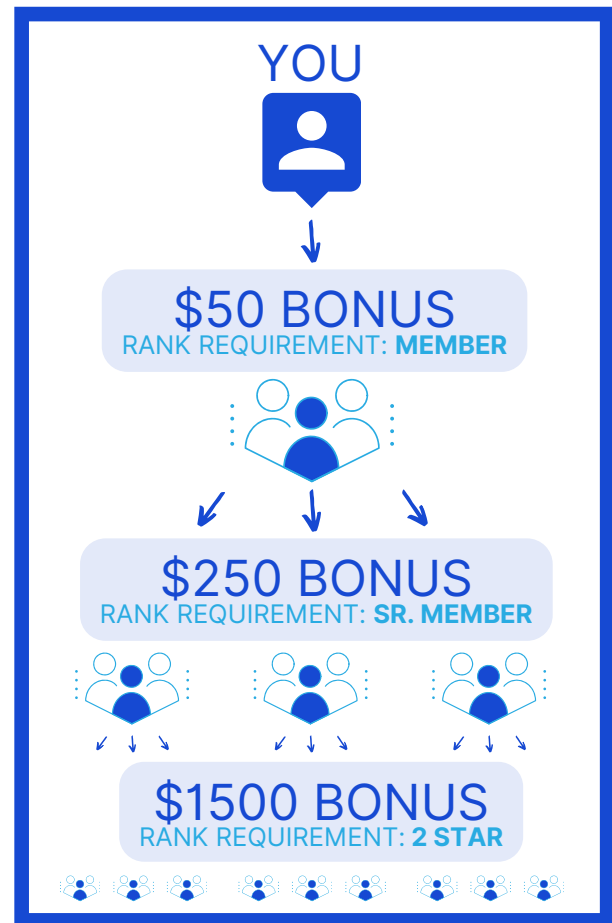 YOU
$50 BONUS
RANK REQUIREMENT: MEMBER
$250 BONUS
RANK REQUIREMENT: SR. MEMBER
$1500 BONUS
RANK REQUIREMENT: 2 STAR